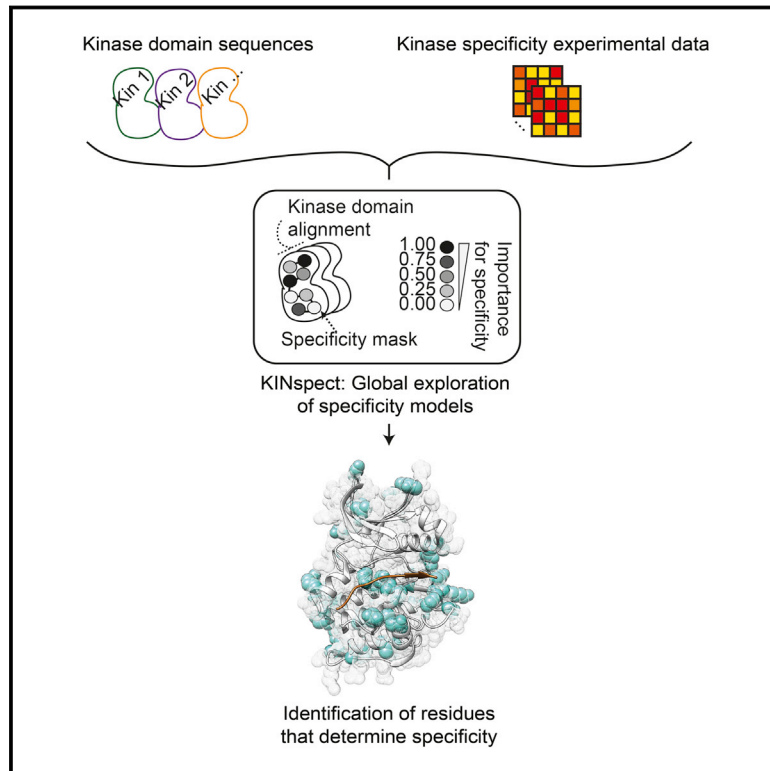 Kinase domain sequences
Kinase specificity experimental data
Kin 1
Kin 2
Kin ...
...
Kinase domain
alignment
1.00
0.75
0.50
0.25
0.00
Importance
for specificity
Specificity mask
KINspect: Global exploration
of specificity models
Identification of residues
that determine specificity